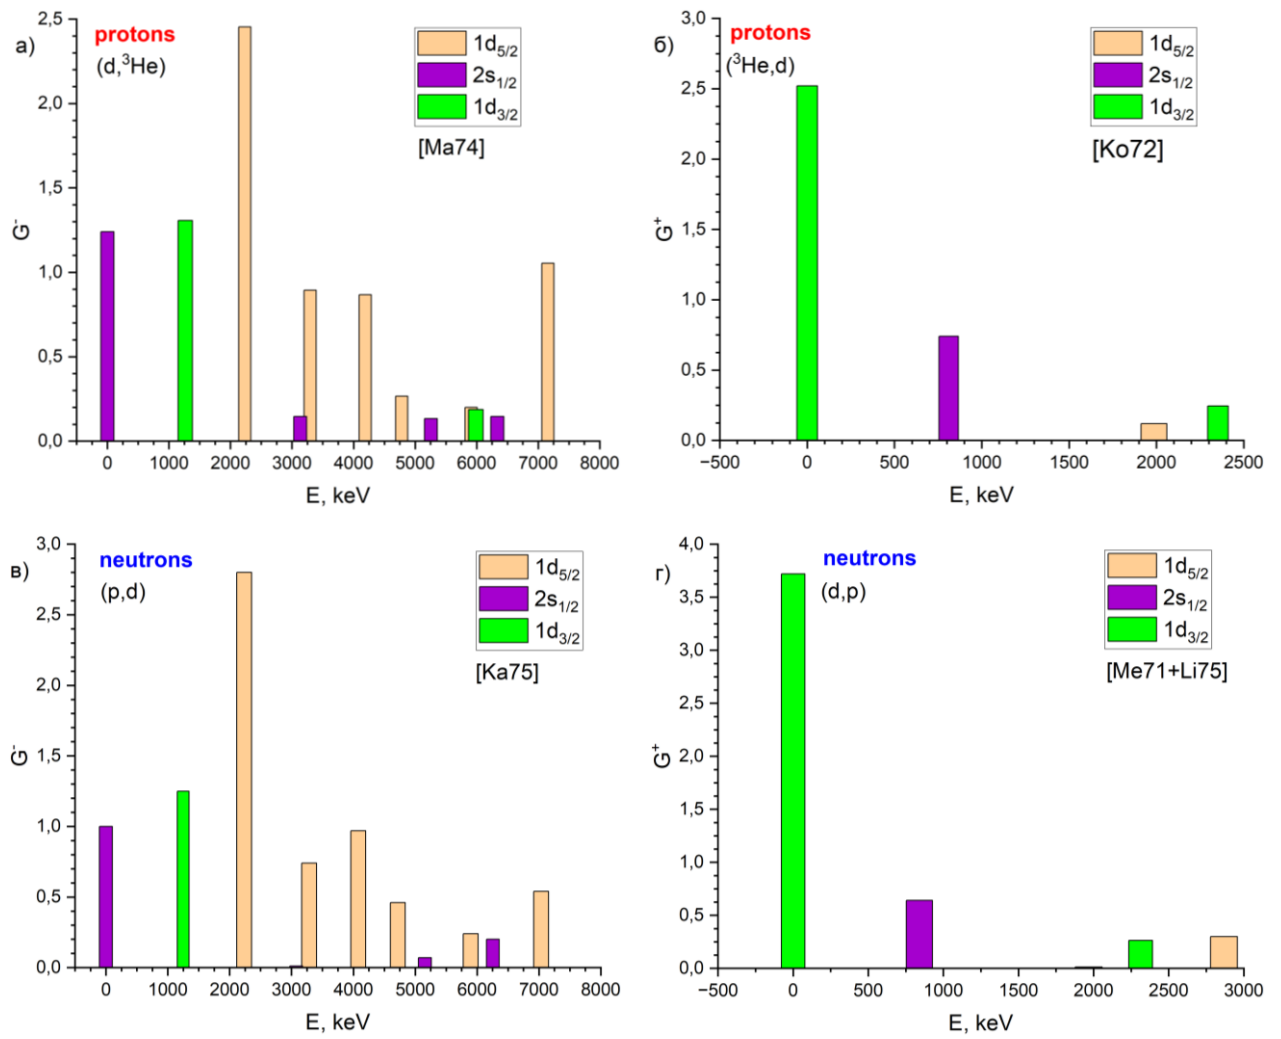 а)
protons
(d,³He)
1d₅/₂
2s₁/₂
1d₃/₂
[Ma74]
G⁻
2,5
2,0
1,5
1,0
0,5
0,0
0 1000 2000 3000 4000 5000 6000 7000 8000
E, keV
б)
protons
(³He,d)
1d₅/₂
2s₁/₂
1d₃/₂
[Ko72]
G⁺
3,0
2,5
2,0
1,5
1,0
0,5
0,0
−500 0 500 1000 1500 2000 2500
E, keV
в)
neutrons
(p,d)
1d₅/₂
2s₁/₂
1d₃/₂
[Ka75]
G⁻
3,0
2,5
2,0
1,5
1,0
0,5
0,0
0 1000 2000 3000 4000 5000 6000 7000 8000
E, keV
г)
neutrons
(d,p)
1d₅/₂
2s₁/₂
1d₃/₂
[Me71+Li75]
G⁺
4,0
3,5
3,0
2,5
2,0
1,5
1,0
0,5
0,0
−500 0 500 1000 1500 2000 2500 3000
E, keV